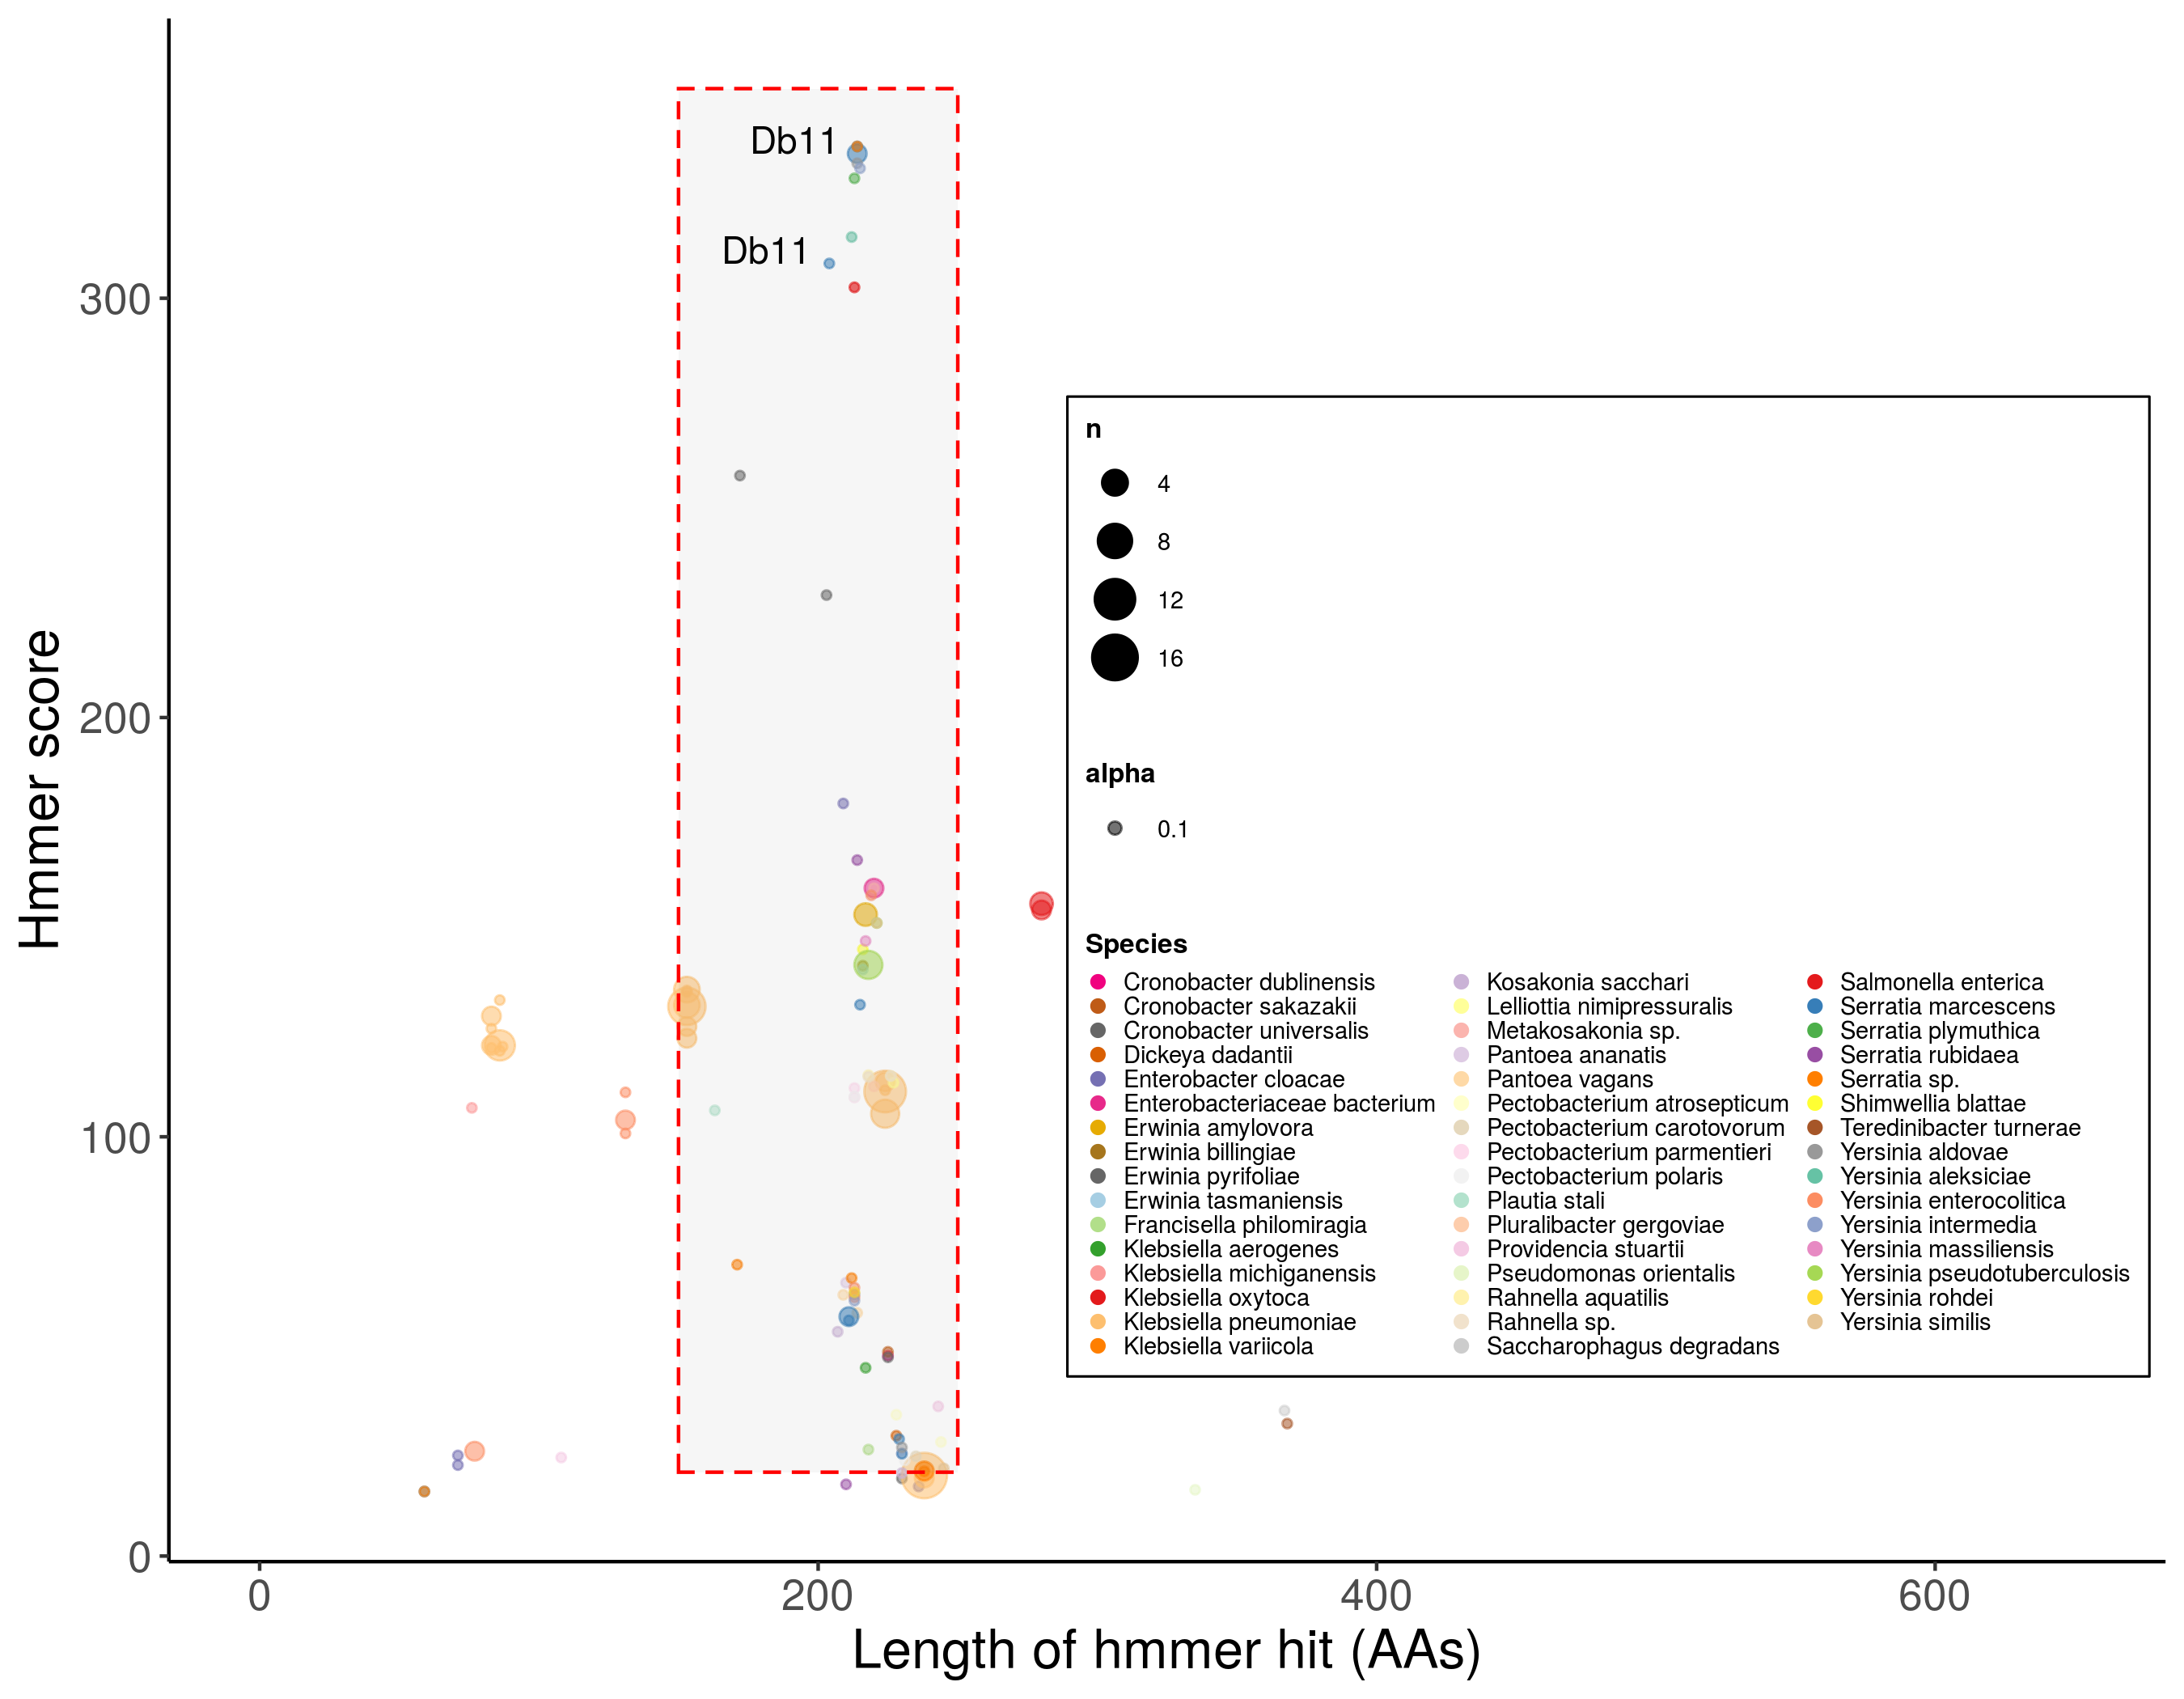 Db11
Db11
300
200
100
0
Hmmer score
0
200
400
600
Length of hmmer hit (AAs)
n
4
8
12
16
alpha
0.1
Species
Cronobacter dublinensis
Cronobacter sakazakii
Cronobacter universalis
Dickeya dadantii
Enterobacter cloacae
Enterobacteriaceae bacterium
Erwinia amylovora
Erwinia billingiae
Erwinia pyrifoliae
Erwinia tasmaniensis
Francisella philomiragia
Klebsiella aerogenes
Klebsiella michiganensis
Klebsiella oxytoca
Klebsiella pneumoniae
Klebsiella variicola
Kosakonia sacchari
Lelliottia nimipressuralis
Metakosakonia sp.
Pantoea ananatis
Pantoea vagans
Pectobacterium atrosepticum
Pectobacterium carotovorum
Pectobacterium parmentieri
Pectobacterium polaris
Plautia stali
Pluralibacter gergoviae
Providencia stuartii
Pseudomonas orientalis
Rahnella aquatilis
Rahnella sp.
Saccharophagus degradans
Salmonella enterica
Serratia marcescens
Serratia plymuthica
Serratia rubidaea
Serratia sp.
Shimwellia blattae
Teredinibacter turnerae
Yersinia aldovae
Yersinia aleksiciae
Yersinia enterocolitica
Yersinia intermedia
Yersinia massiliensis
Yersinia pseudotuberculosis
Yersinia rohdei
Yersinia similis